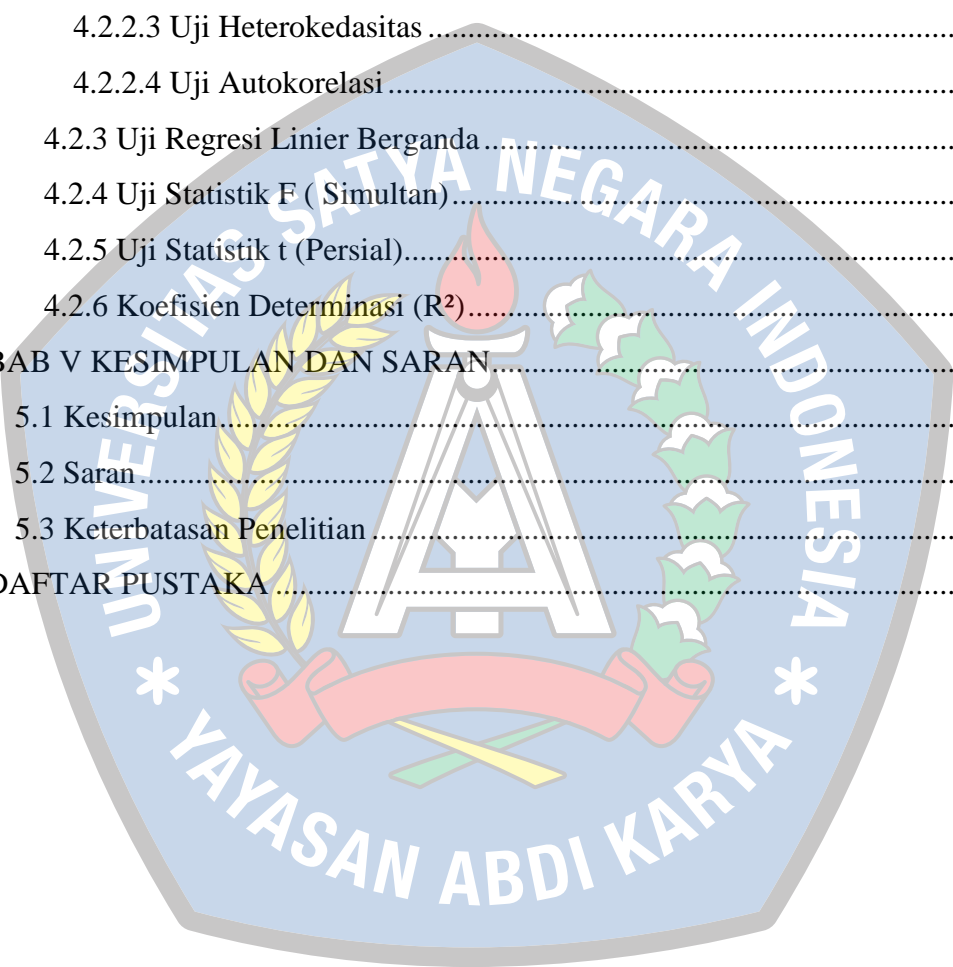 4.2.2.3 Uji Heterokedasitas ........................................................................
4.2.2.4 Uji Autokorelasi ........................................................................
4.2.3 Uji Regresi Linier Berganda ........................................................................
4.2.4 Uji Statistik F ( Simultan) ........................................................................
4.2.5 Uji Statistik t (Persial) ........................................................................
4.2.6 Koefisien Determinasi (R²) ........................................................................
BAB V KESIMPULAN DAN SARAN ........................................................................
5.1 Kesimpulan ........................................................................
5.2 Saran ........................................................................
5.3 Keterbatasan Penelitian ........................................................................
DAFTAR PUSTAKA ........................................................................
UNIVERSITAS SATYA NEGARA INDONESIA
* YAYASAN ABDI KARYA *